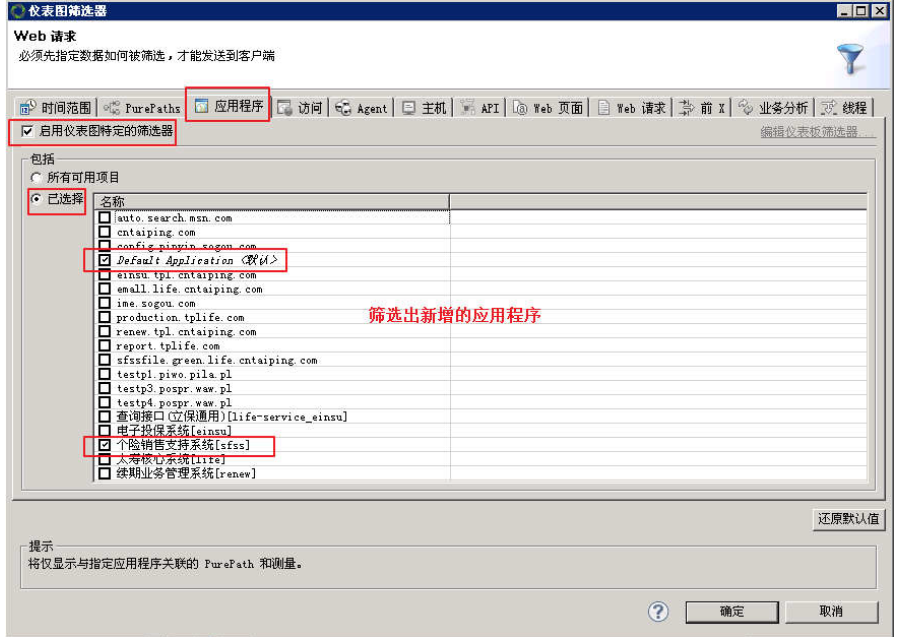 仪表图筛选器
Web 请求
必须先指定数据如何被筛选，才能发送到客户端
时间范围 PurePaths 应用程序 访问 Agent 主机 API Web 页面 Web 请求 前 X 业务分析 线程
启用仪表图特定的筛选器
编辑仪表板筛选器...
包括
所有可用项目
已选择
名称
auto.search.msn.com
cntaiping.com
config.pinyin.sogou.com
Default Application <默认>
einsu.tpl.cntaiping.com
emall.life.cntaiping.com
ime.sogou.com
production.tplife.com
筛选出新增的应用程序
renew.tpl.cntaiping.com
report.tplife.com
sfssfile.green.life.cntaiping.com
testp1.piwo.pila.pl
testp3.pospr.waw.pl
testp4.pospr.waw.pl
查询接口(立保通用)[life-service_einsu]
电子投保系统[einsu]
个险销售支持系统[sfss]
太寿核心系统[life]
续期业务管理系统[renew]
还原默认值
提示
将仅显示与指定应用程序关联的 PurePath 和测量。
?
确定
取消